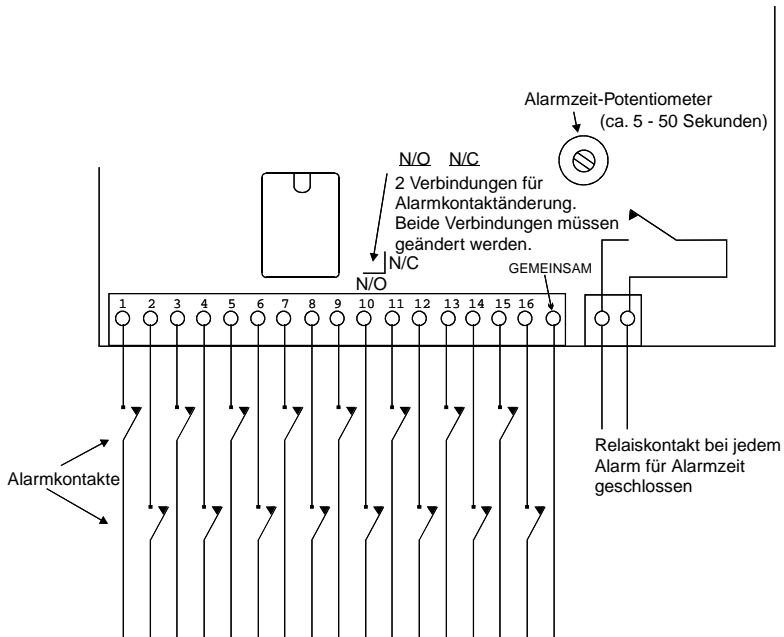 Alarmzeit-Potentiometer
(ca. 5 - 50 Sekunden)
N/O N/C
2 Verbindungen für
Alarmkontaktänderung.
Beide Verbindungen müssen
geändert werden.
N/C
N/O
GEMEINSAM
1 2 3 4 5 6 7 8 9 10 11 12 13 14 15 16
Alarmkontakte
Relaiskontakt bei jedem
Alarm für Alarmzeit
geschlossen